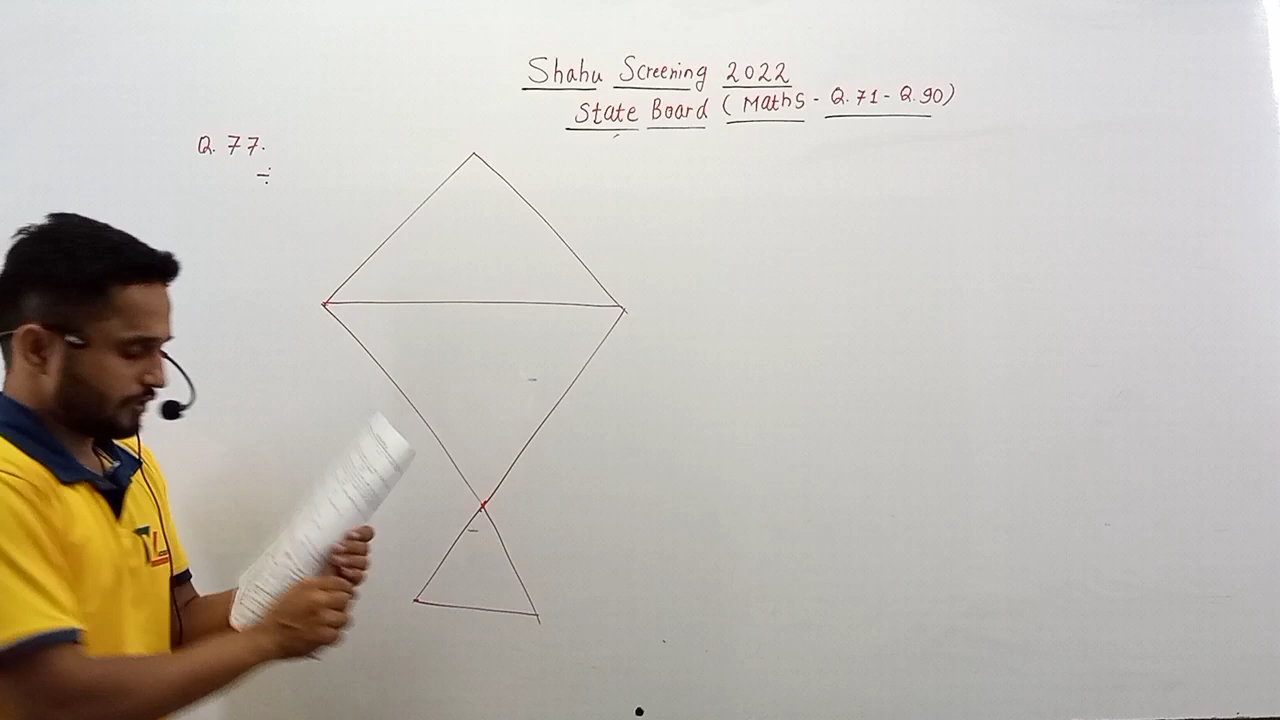 Shahu Screening 2022
State Board (Maths - Q.71 - Q.90)
Q. 77.